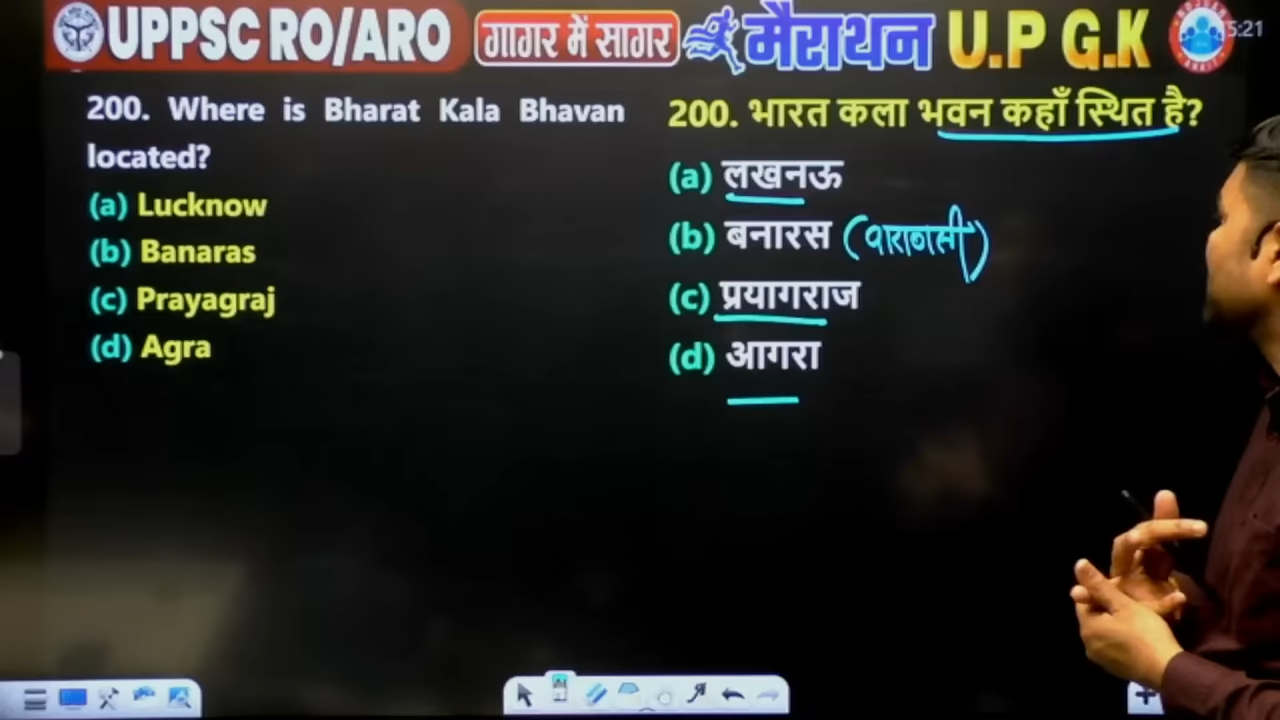 UPPSC RO/ARO गागर में सागर मैराथन U.P G.K
5:21
200. Where is Bharat Kala Bhavan
located?
(a) Lucknow
(b) Banaras
(c) Prayagraj
(d) Agra
200. भारत कला भवन कहाँ स्थित है?
(a) लखनऊ
(b) बनारस (वाराणसी)
(c) प्रयागराज
(d) आगरा